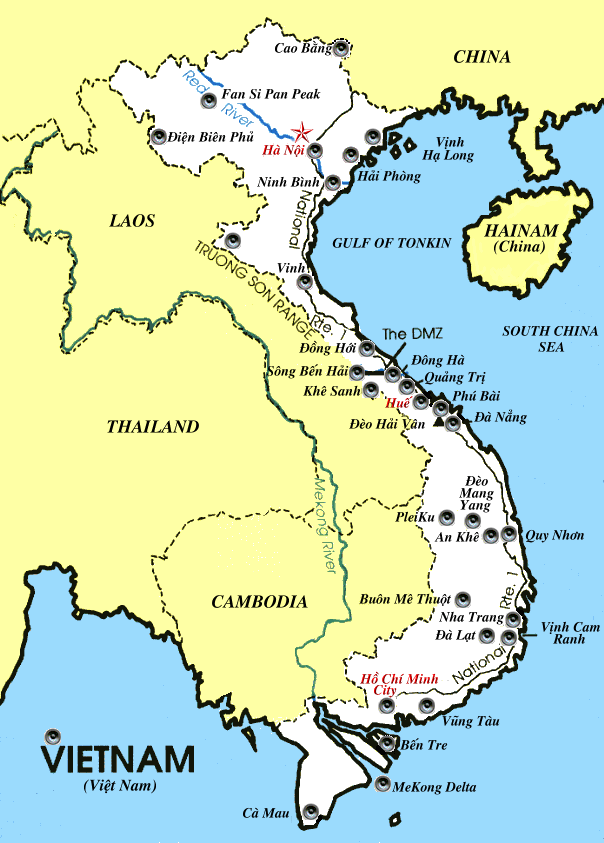 Cao Bằng
CHINA
Red
River
Fan Si Pan Peak
Điện Biên Phủ
Hà Nội
Vịnh
Hạ Long
Hải Phòng
Ninh Bình
LAOS
National
HAINAM
(China)
GULF OF TONKIN
TRUONG SON RANGE
Vinh
Rte. 1
SOUTH CHINA
SEA
The DMZ
Đồng Hới
Đông Hà
Sông Bến Hải
Quảng Trị
Khê Sanh
Huế
Phú Bài
Đà Nẳng
Đèo Hải Vân
THAILAND
Mekong River
Đèo
Mang
Yang
PleiKu
An Khê
Quy Nhơn
CAMBODIA
Buôn Mê Thuột
Rte. 1
Nha Trang
Đà Lạt
Vịnh Cam
Ranh
National
Hồ Chí Minh
City
Vũng Tàu
Bến Tre
VIETNAM
(Việt Nam)
MeKong Delta
Cà Mau